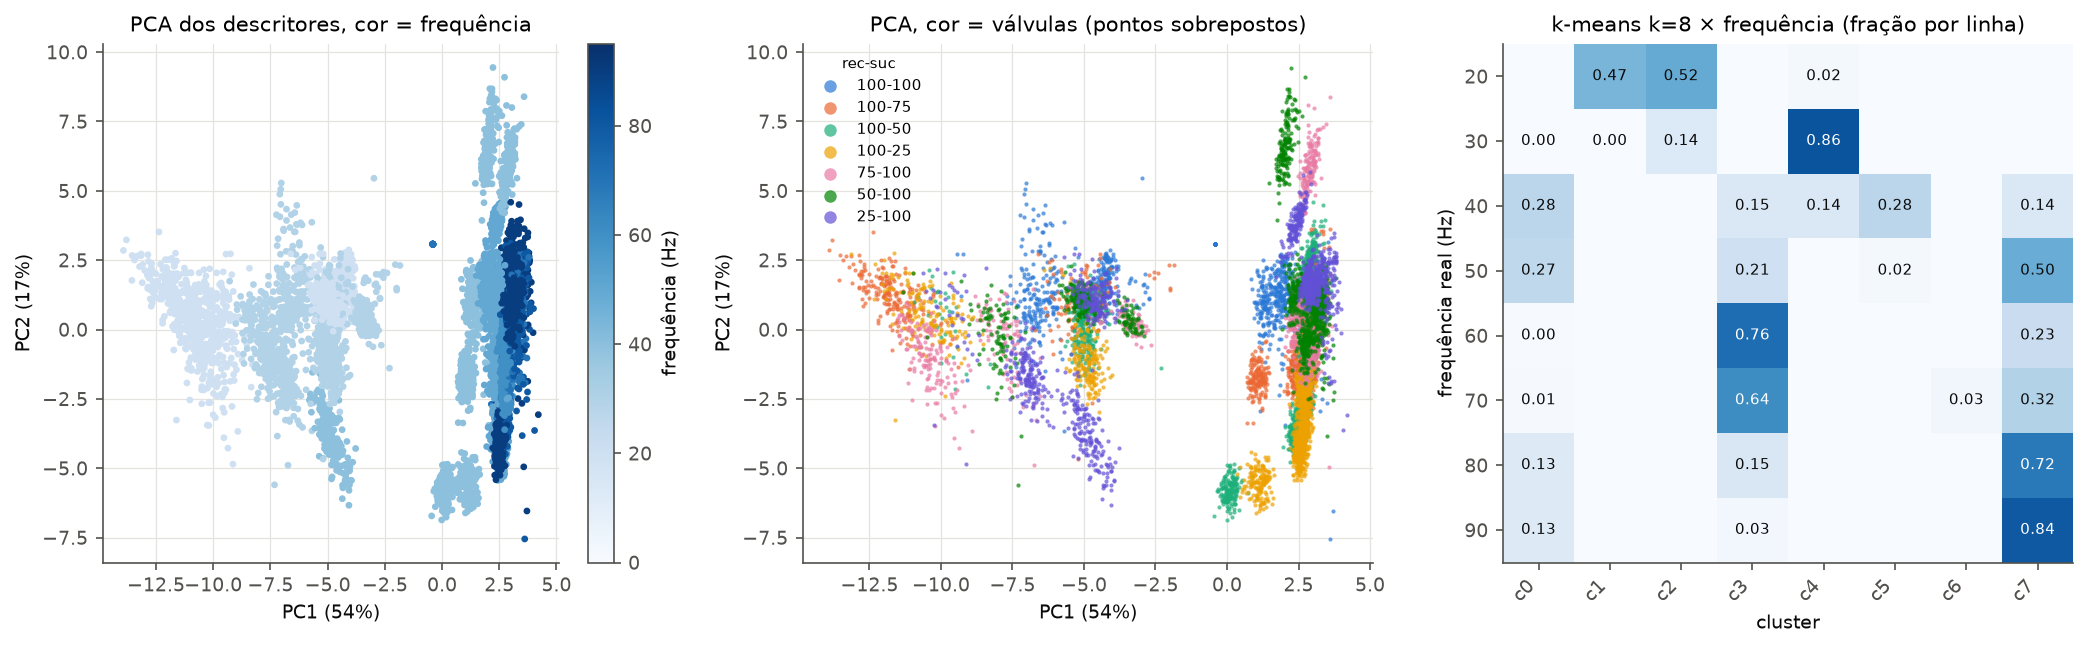 PCA dos descritores, cor = frequência
10.0
7.5
5.0
2.5
0.0
−2.5
−5.0
−7.5
PC2 (17%)
−12.5
−10.0
−7.5
−5.0
−2.5
0.0
2.5
5.0
PC1 (54%)
80
60
40
20
0
frequência (Hz)
PCA, cor = válvulas (pontos sobrepostos)
rec-suc
100-100
100-75
100-50
100-25
75-100
50-100
25-100
10.0
7.5
5.0
2.5
0.0
−2.5
−5.0
−7.5
PC2 (17%)
−12.5
−10.0
−7.5
−5.0
−2.5
0.0
2.5
5.0
PC1 (54%)
k-means k=8 × frequência (fração por linha)
frequência real (Hz)
20 0.47 0.52 0.02
30 0.00 0.00 0.14 0.86
40 0.28 0.15 0.14 0.28 0.14
50 0.27 0.21 0.02 0.50
60 0.00 0.76 0.23
70 0.01 0.64 0.03 0.32
80 0.13 0.15 0.72
90 0.13 0.03 0.84
c0 c1 c2 c3 c4 c5 c6 c7
cluster